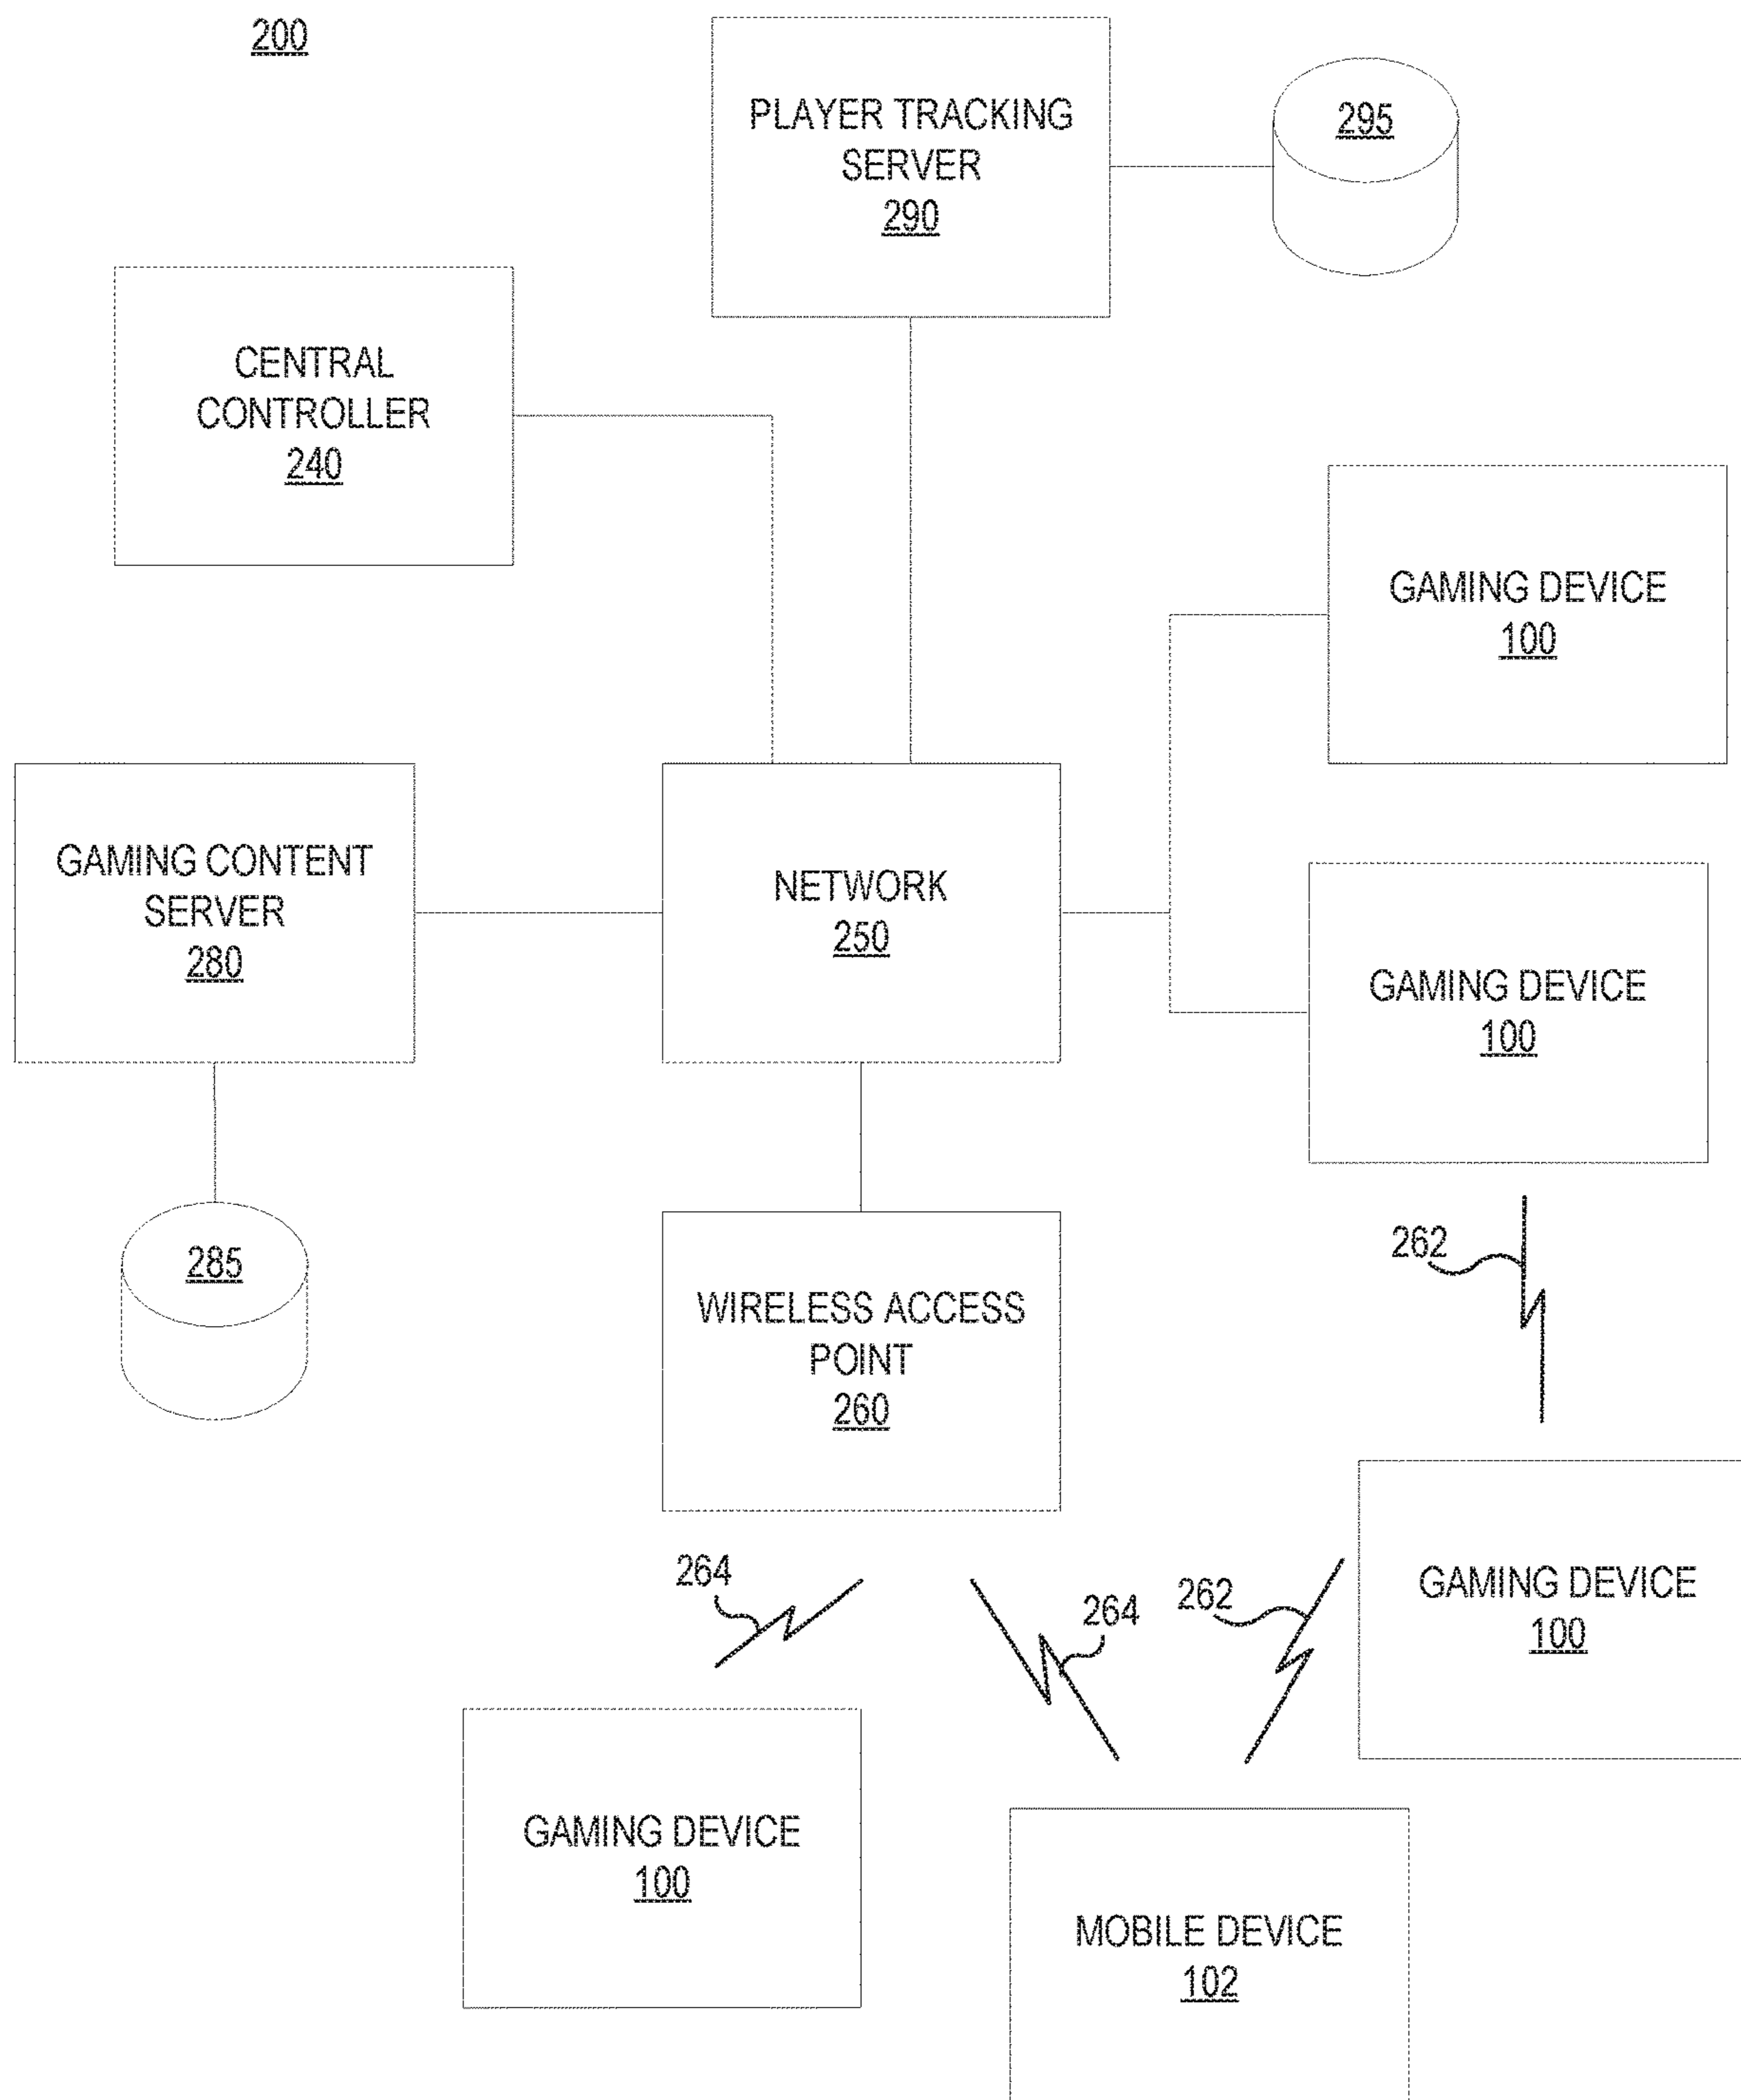 200
PLAYER TRACKING
SERVER
290
295
CENTRAL
CONTROLLER
240
GAMING DEVICE
100
GAMING CONTENT
SERVER
280
NETWORK
250
GAMING DEVICE
100
285
WIRELESS ACCESS
POINT
260
262
264
264
262
GAMING DEVICE
100
GAMING DEVICE
100
MOBILE DEVICE
102